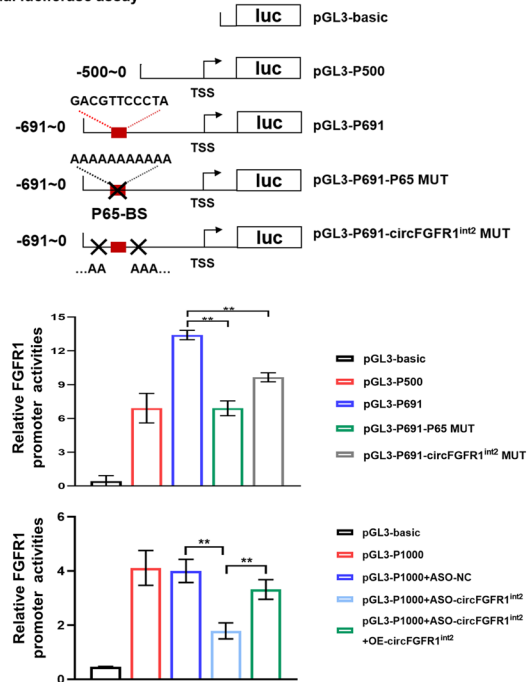 luciferase assay
luc pGL3-basic
-500~0 luc pGL3-P500
TSS
GACGTTCCCTA
-691~0 luc pGL3-P691
TSS
AAAAAAAAAAA
-691~0 luc pGL3-P691-P65 MUT
P65-BS TSS
-691~0 luc pGL3-P691-circFGFR1int2 MUT
...AA AAA... TSS
Relative FGFR1
promoter activities
15
12
9
6
3
0
** **
pGL3-basic
pGL3-P500
pGL3-P691
pGL3-P691-P65 MUT
pGL3-P691-circFGFR1int2 MUT
Relative FGFR1
promoter activities
6
4
2
0
** **
pGL3-basic
pGL3-P1000
pGL3-P1000+ASO-NC
pGL3-P1000+ASO-circFGFR1int2
pGL3-P1000+ASO-circFGFR1int2
+OE-circFGFR1int2